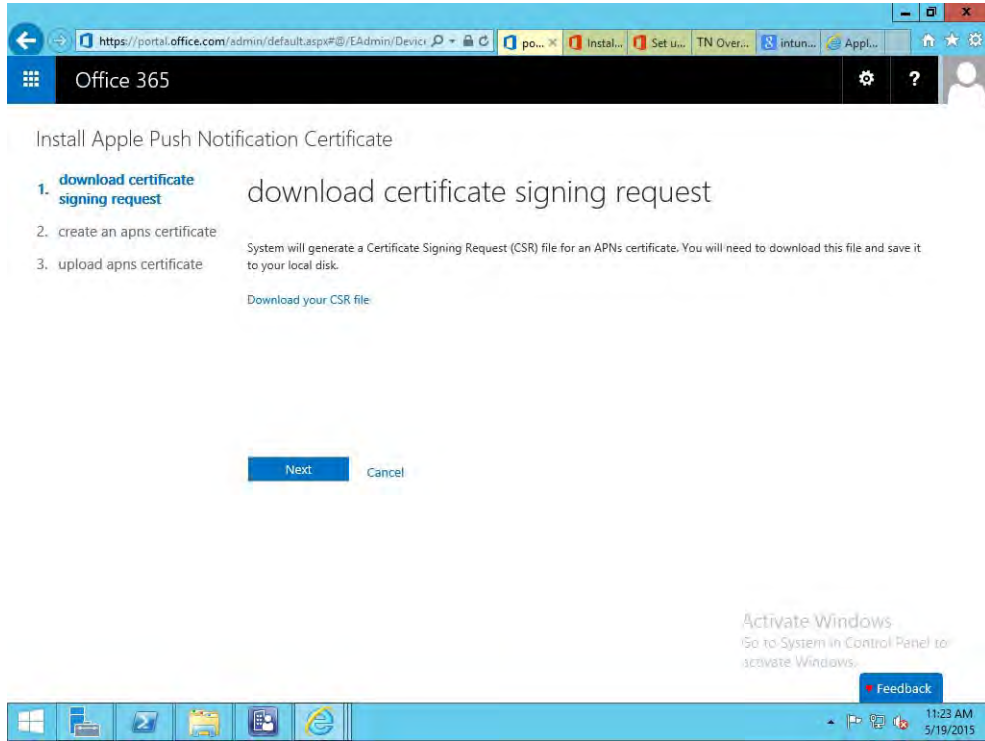 https://portal.office.com/admin/default.aspx#@/EAdmin/Device
po...
Instal...
Set u...
TN Over...
intun...
Appl...
Office 365
?
Install Apple Push Notification Certificate
1. download certificate
signing request
2. create an apns certificate
3. upload apns certificate
download certificate signing request
System will generate a Certificate Signing Request (CSR) file for an APNs certificate. You will need to download this file and save it
to your local disk.
Download your CSR file
Next
Cancel
Activate Windows
Go to System in Control Panel to
activate Windows.
Feedback
11:23 AM
5/19/2015